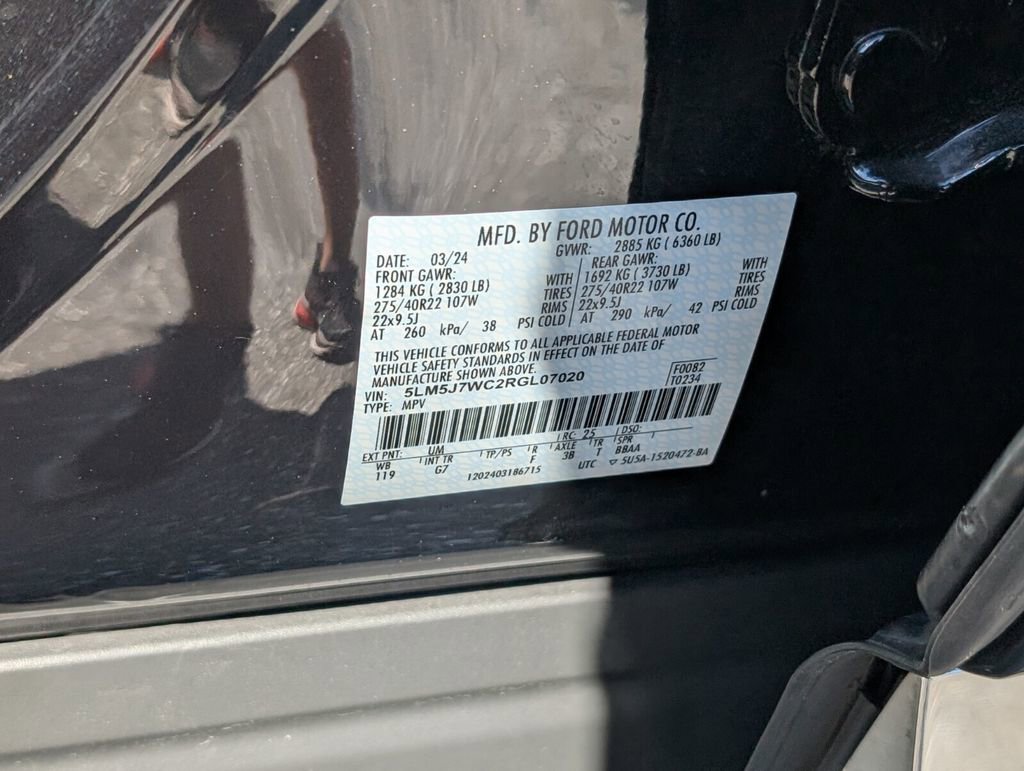 MFD. BY FORD MOTOR CO.
DATE: 03/24 GVWR: 2885 KG ( 6360 LB)
FRONT GAWR: REAR GAWR:
1284 KG ( 2830 LB) WITH 1692 KG ( 3730 LB) WITH
275/40R22 107W TIRES 275/40R22 107W TIRES
22x9.5J RIMS 22x9.5J RIMS
AT 260 kPa/ 38 PSI COLD AT 290 kPa/ 42 PSI COLD
THIS VEHICLE CONFORMS TO ALL APPLICABLE FEDERAL MOTOR
VEHICLE SAFETY STANDARDS IN EFFECT ON THE DATE OF
MANUFACTURE SHOWN ABOVE.
VIN: 5LM5J7WC2RGL07020 F0082
TYPE: MPV T0234
EXT PNT: UM RC: 25 DSO:
WB INT TR TP/PS R AXLE TR SPR
119 G7 F 3B T BBAA
1202403186715 UTC ▽ 5U5A-1520472-BA